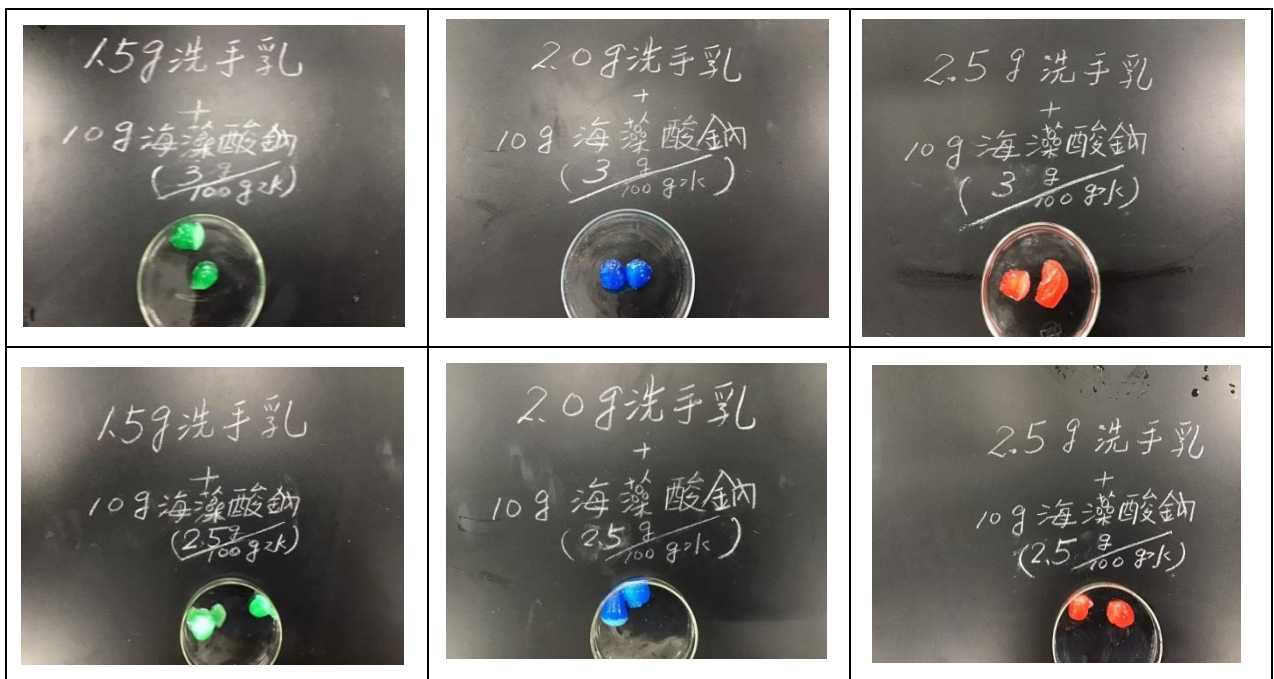 1.5g洗手乳
+
10g海藻酸鈉
(3g/100g水)
2.0g洗手乳
+
10g海藻酸鈉
(3g/100g水)
2.5g洗手乳
+
10g海藻酸鈉
(3g/100g水)
1.5g洗手乳
+
10g海藻酸鈉
(2.5g/100g水)
2.0g洗手乳
+
10g海藻酸鈉
(2.5g/100g水)
2.5g洗手乳
+
10g海藻酸鈉
(2.5g/100g水)